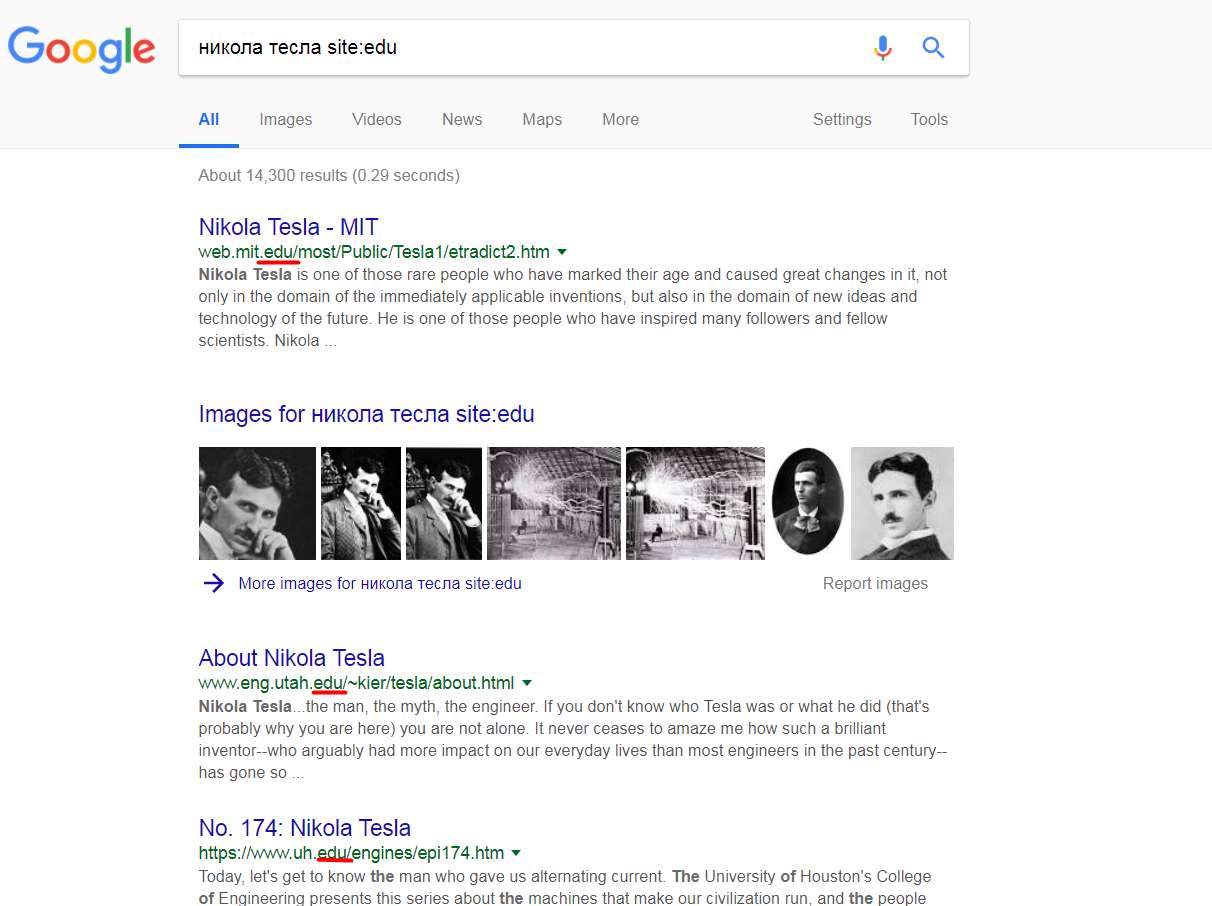 Google
никола тесла site:edu
All Images Videos News Maps More Settings Tools
About 14,300 results (0.29 seconds)
Nikola Tesla - MIT
web.mit.edu/most/Public/Tesla1/etradict2.htm
Nikola Tesla is one of those rare people who have marked their age and caused great changes in it, not
only in the domain of the immediately applicable inventions, but also in the domain of new ideas and
technology of the future. He is one of those people who have inspired many followers and fellow
scientists. Nikola ...
Images for никола тесла site:edu
More images for никола тесла site:edu Report images
About Nikola Tesla
www.eng.utah.edu/~kier/tesla/about.html
Nikola Tesla...the man, the myth, the engineer. If you don't know who Tesla was or what he did (that's
probably why you are here) you are not alone. It never ceases to amaze me how such a brilliant
inventor--who arguably had more impact on our everyday lives than most engineers in the past century--
has gone so ...
No. 174: Nikola Tesla
https://www.uh.edu/engines/epi174.htm
Today, let's get to know the man who gave us alternating current. The University of Houston's College
of Engineering presents this series about the machines that make our civilization run, and the people